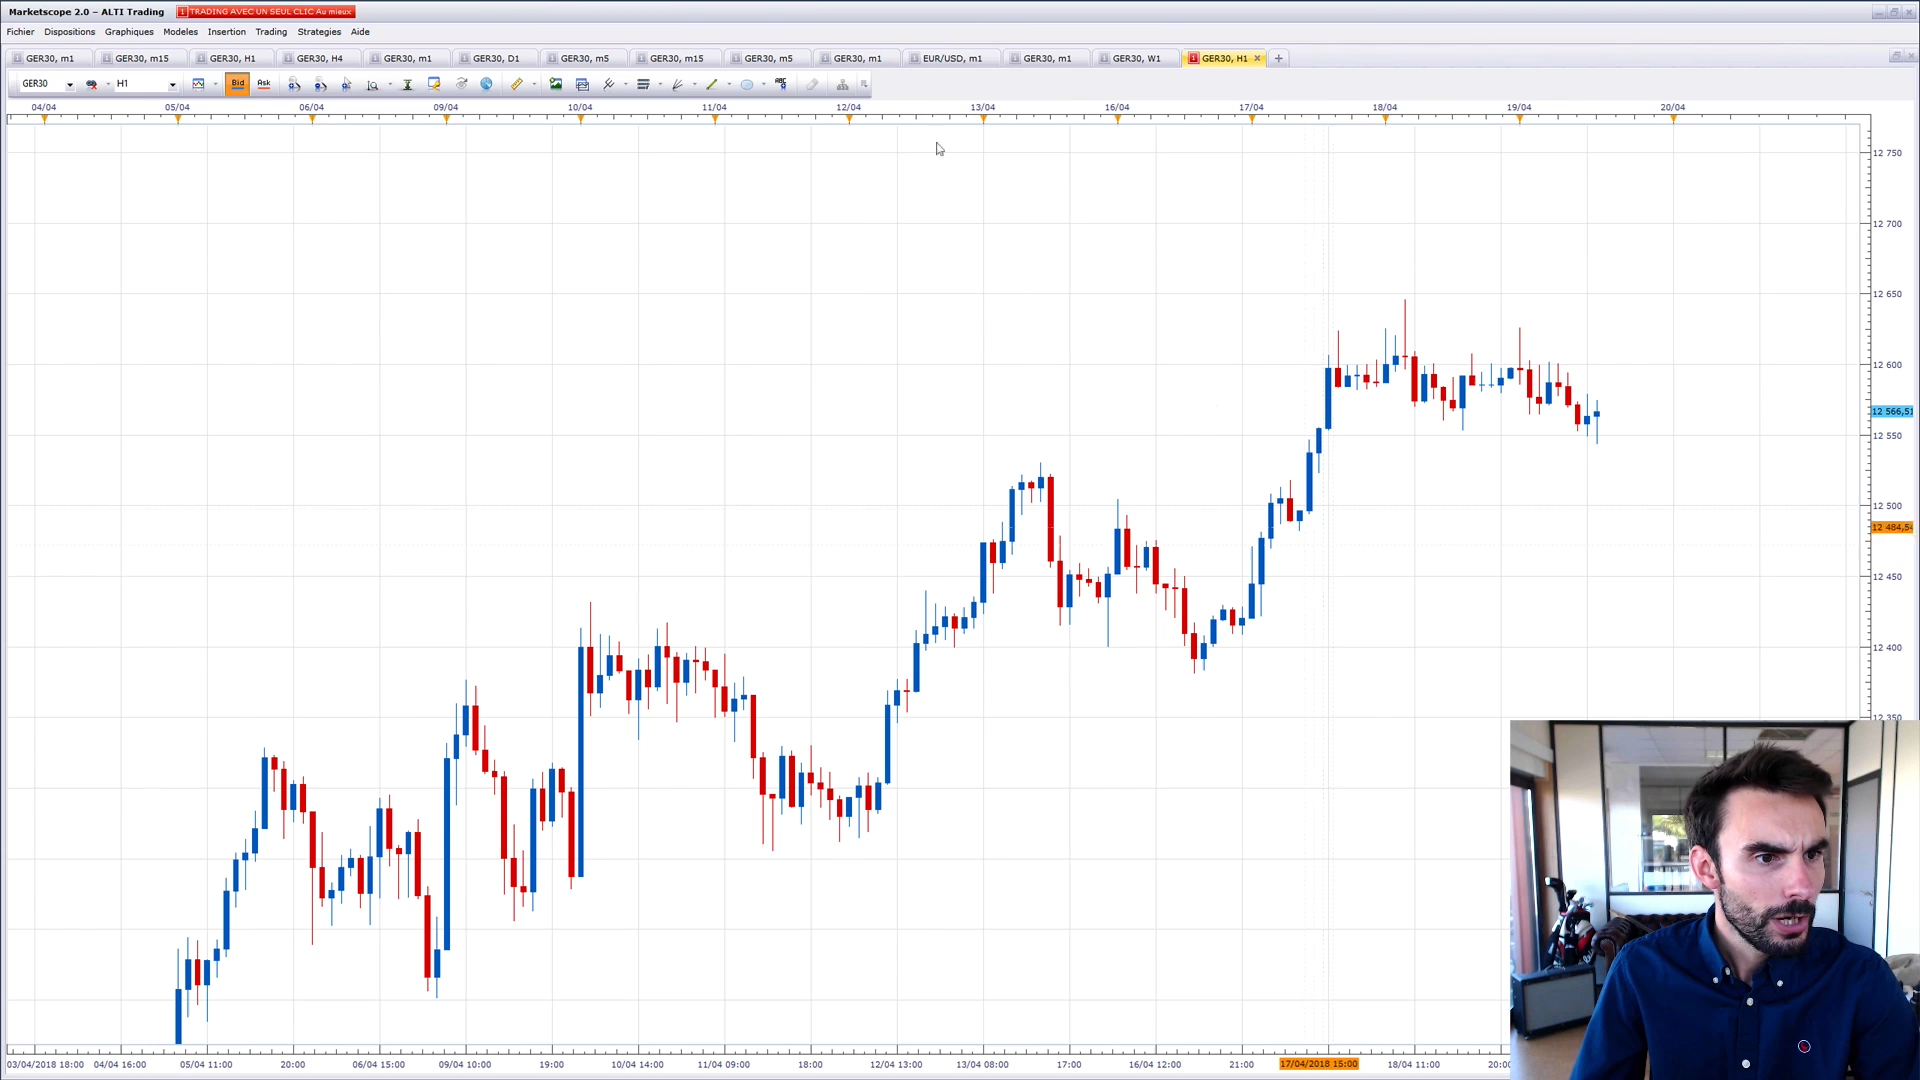 Marketscope 2.0 – ALTI Trading
1 TRADING AVEC UN SEUL CLIC Au mieux
Fichier Dispositions Graphiques Modeles Insertion Trading Strategies Aide
GER30, m1 GER30, m15 GER30, H1 GER30, H4 GER30, m1 GER30, D1 GER30, m5 GER30, m15 GER30, m5 GER30, m1 EUR/USD, m1 GER30, m1 GER30, W1 GER30, H1
GER30 H1 Bid Ask ABC
04/04 05/04 06/04 09/04 10/04 11/04 12/04 13/04 16/04 17/04 18/04 19/04 20/04
12 750
12 700
12 650
12 600
12 566,51
12 550
12 500
12 484,54
12 450
12 400
12 350
03/04/2018 18:00 04/04 16:00 05/04 11:00 20:00 06/04 15:00 09/04 10:00 19:00 10/04 14:00 11/04 09:00 18:00 12/04 13:00 13/04 08:00 17:00 16/04 12:00 21:00 17/04/2018 15:00 18/04 11:00 20:00